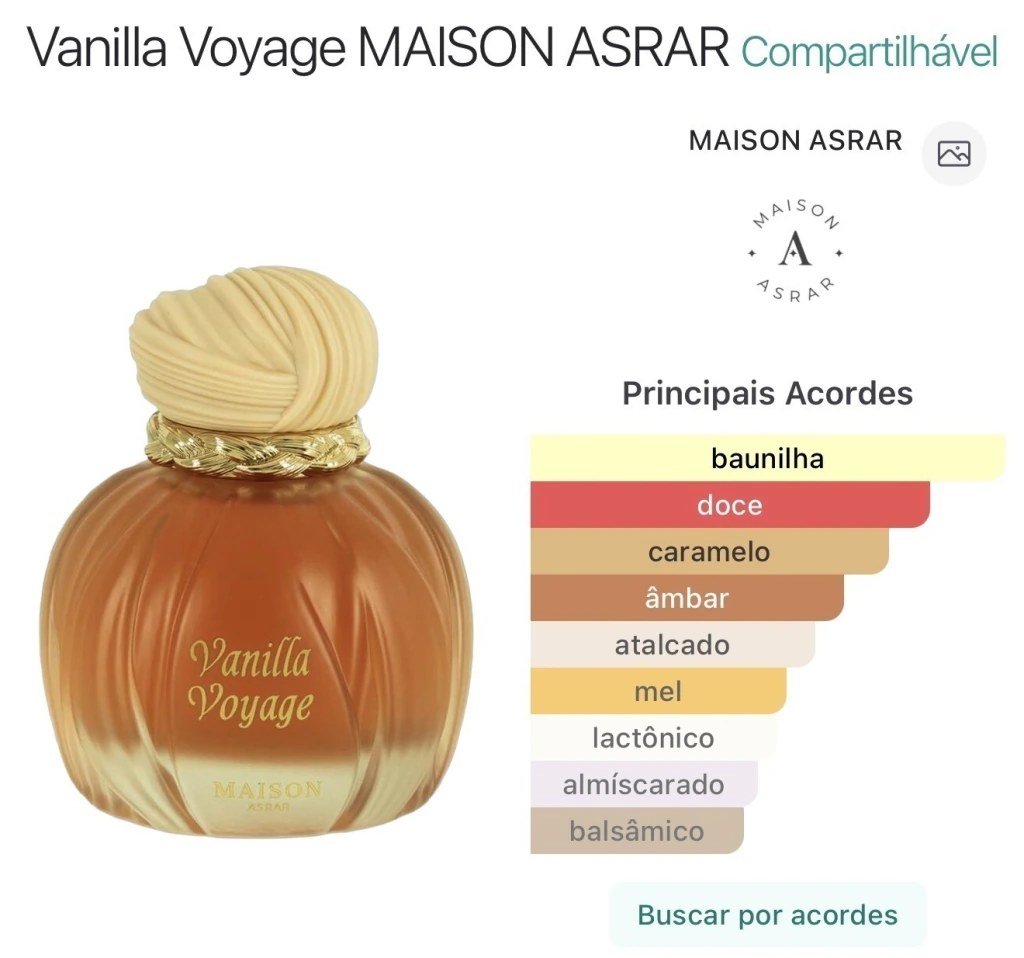 Vanilla Voyage MAISON ASRAR Compartilhável
MAISON ASRAR
MAISON
A
ASRAR
Principais Acordes
baunilha
doce
caramelo
âmbar
atalcado
mel
lactônico
almíscarado
balsâmico
Vanilla
Voyage
MAISON
ASRAR
Buscar por acordes